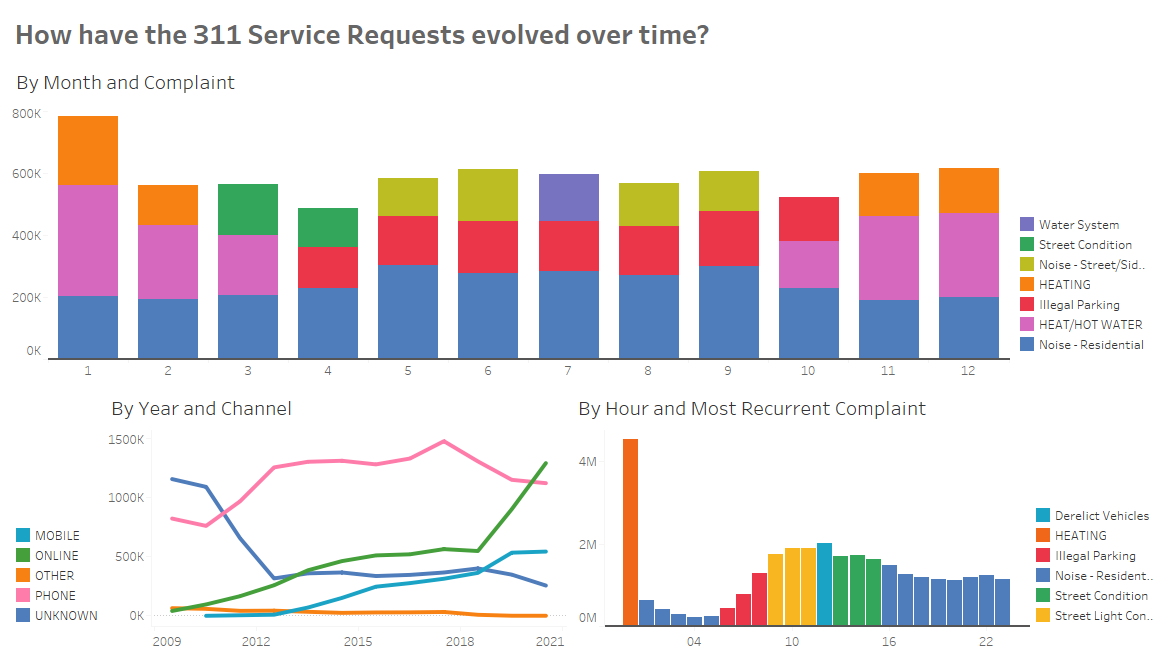 How have the 311 Service Requests evolved over time?
By Month and Complaint
800K
600K
400K
200K
0K
1 2 3 4 5 6 7 8 9 10 11 12
Water System
Street Condition
Noise - Street/Sid..
HEATING
Illegal Parking
HEAT/HOT WATER
Noise - Residential
By Year and Channel
1500K
1000K
500K
0K
2009 2012 2015 2018 2021
MOBILE
ONLINE
OTHER
PHONE
UNKNOWN
By Hour and Most Recurrent Complaint
4M
2M
0M
04 10 16 22
Derelict Vehicles
HEATING
Illegal Parking
Noise - Resident..
Street Condition
Street Light Con..